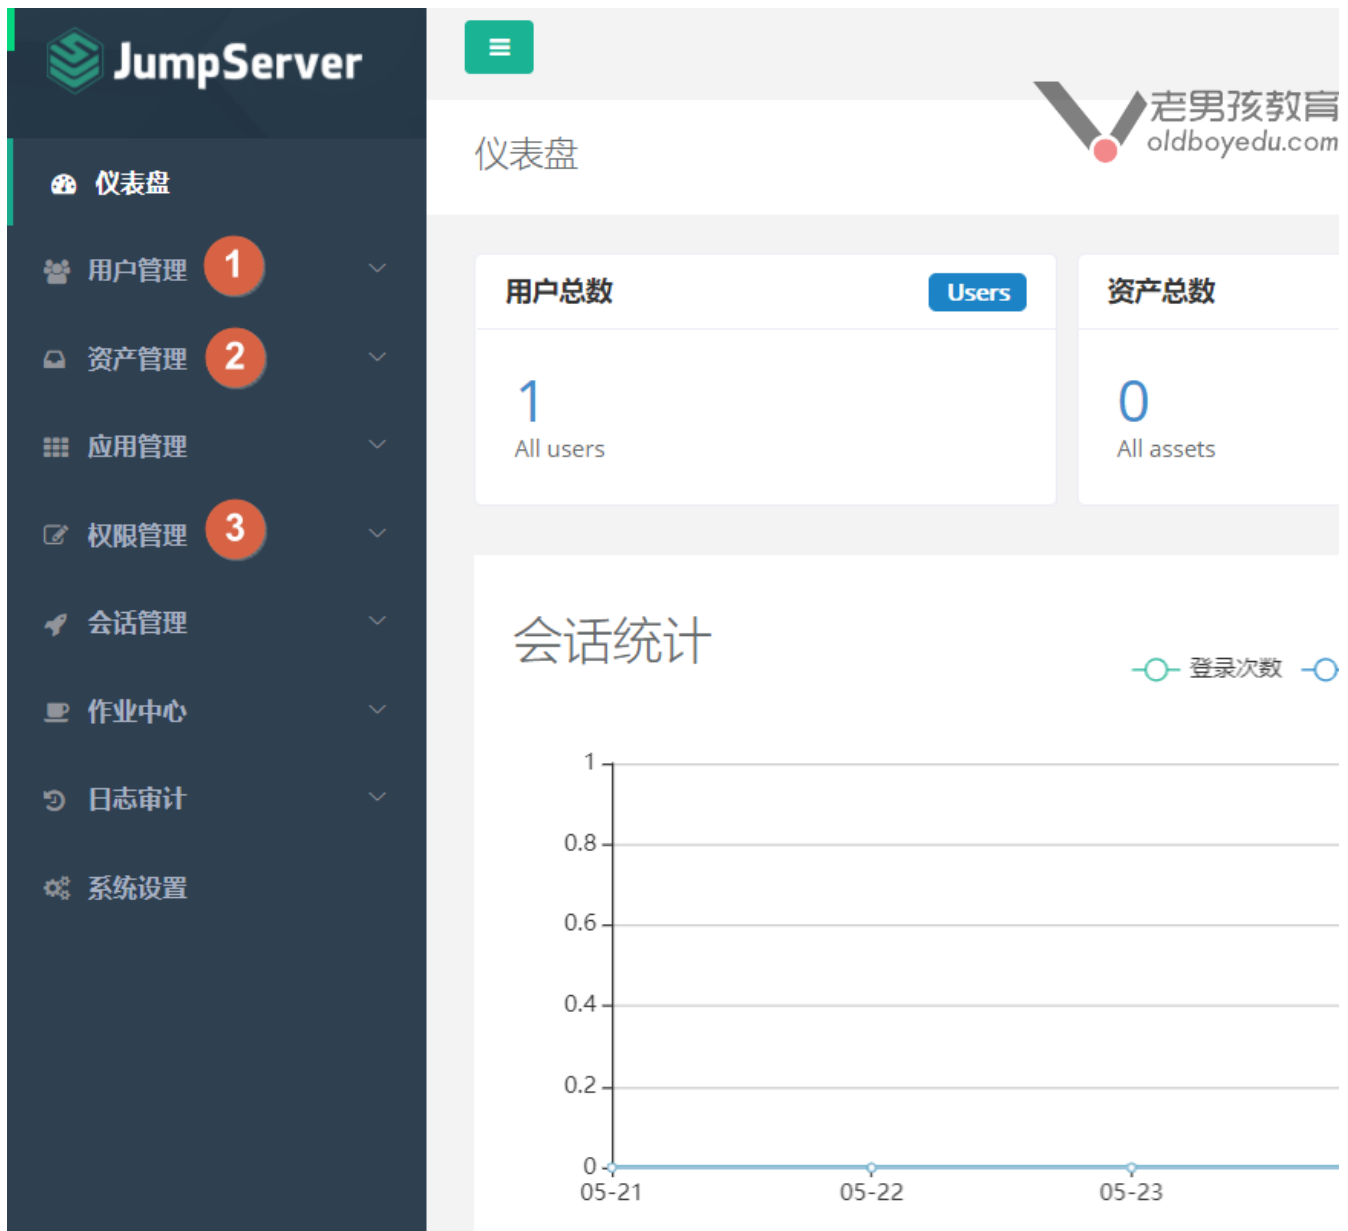 JumpServer
仪表盘
用户管理 1
资产管理 2
应用管理
权限管理 3
会话管理
作业中心
日志审计
系统设置
老男孩教育
oldboyedu.com
仪表盘
用户总数 Users
1
All users
资产总数
0
All assets
会话统计
登录次数
1
0.8
0.6
0.4
0.2
0
05-21 05-22 05-23